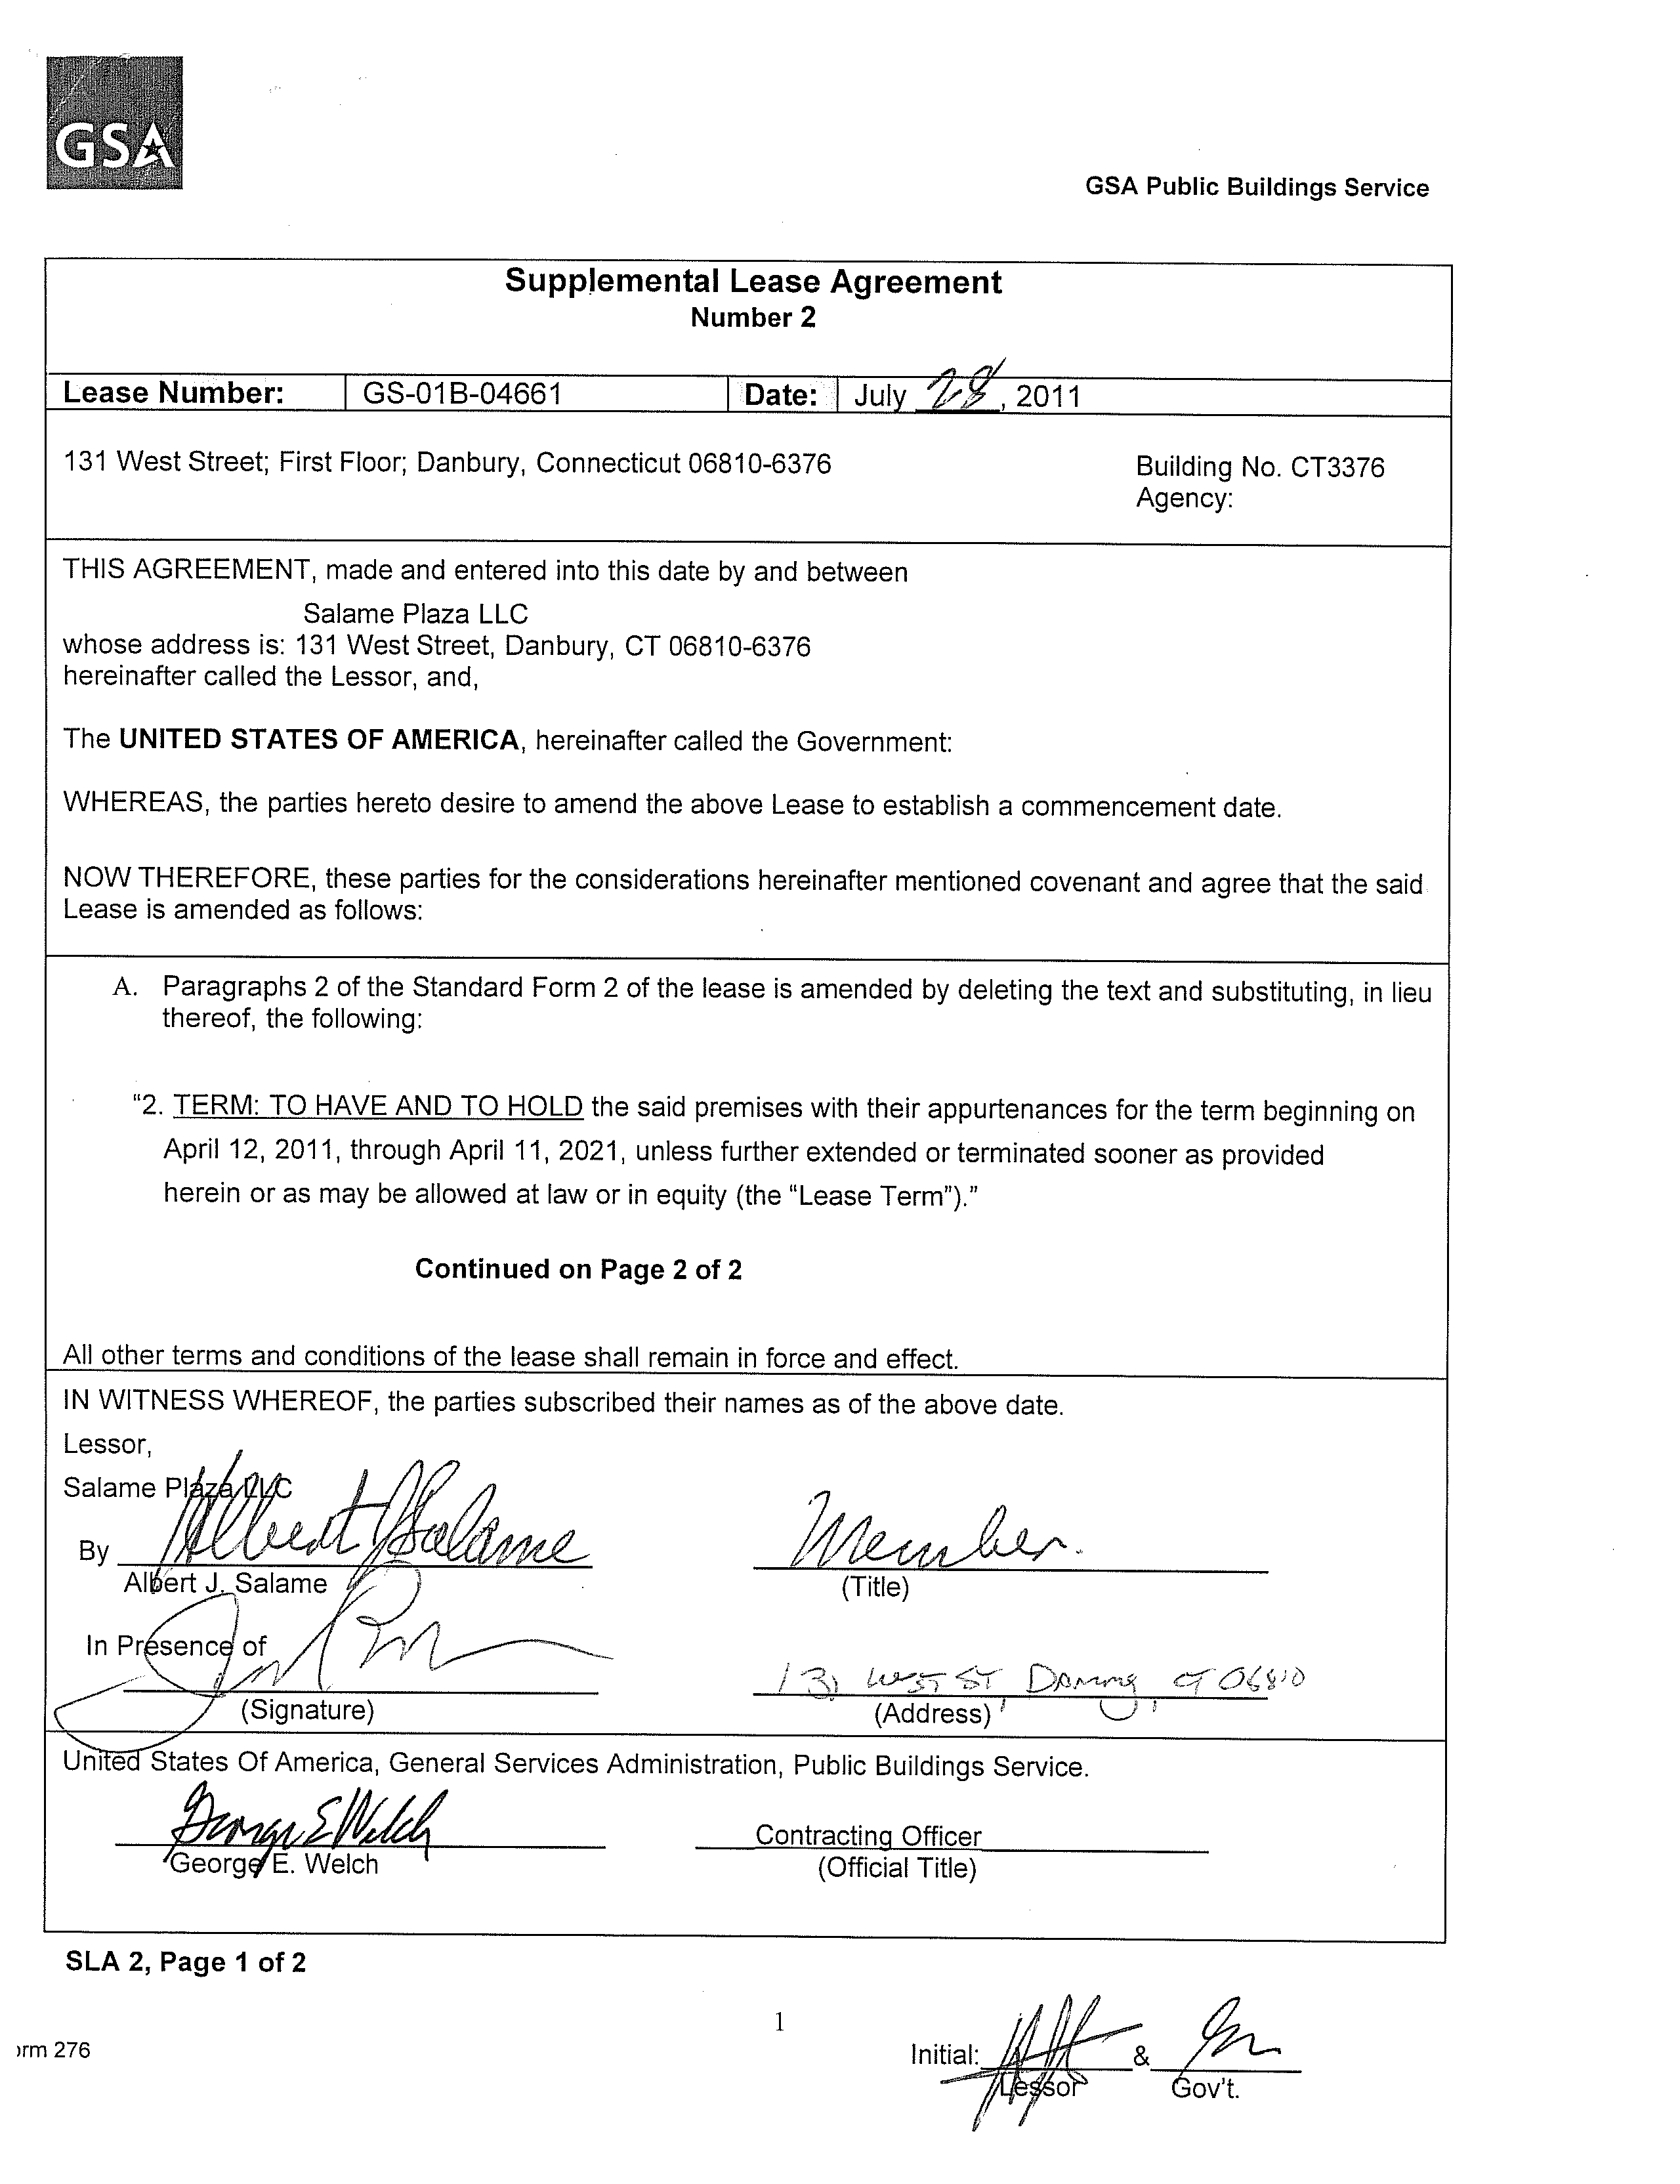 GSA
GSA Public Buildings Service
Supplemental Lease Agreement
Number 2
Lease Number: GS-01B-04661 Date: July 28, 2011
131 West Street; First Floor; Danbury, Connecticut 06810-6376 Building No. CT3376
Agency:
THIS AGREEMENT, made and entered into this date by and between
Salame Plaza LLC
whose address is: 131 West Street, Danbury, CT 06810-6376
hereinafter called the Lessor, and,
The UNITED STATES OF AMERICA, hereinafter called the Government:
WHEREAS, the parties hereto desire to amend the above Lease to establish a commencement date.
NOW THEREFORE, these parties for the considerations hereinafter mentioned covenant and agree that the said
Lease is amended as follows:
A. Paragraphs 2 of the Standard Form 2 of the lease is amended by deleting the text and substituting, in lieu
thereof, the following:
"2. TERM: TO HAVE AND TO HOLD the said premises with their appurtenances for the term beginning on
April 12, 2011, through April 11, 2021, unless further extended or terminated sooner as provided
herein or as may be allowed at law or in equity (the “Lease Term”).”
Continued on Page 2 of 2
All other terms and conditions of the lease shall remain in force and effect.
IN WITNESS WHEREOF, the parties subscribed their names as of the above date.
Lessor,
Salame Plaza LLC
By Albert J Salame Member.
Albert J. Salame (Title)
In Presence of 131 West St Danbury, CT 06810
(Signature) (Address)
United States Of America, General Services Administration, Public Buildings Service.
George E Welch Contracting Officer
George E. Welch (Official Title)
SLA 2, Page 1 of 2
1
orm 276 Initial: &
Lessor Gov't.